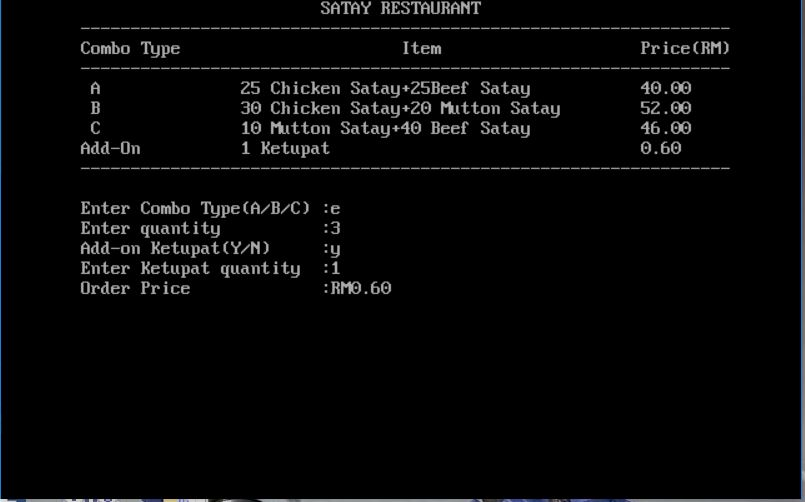 SATAY RESTAURANT
--------------------------------------------------------------------
Combo Type Item Price(RM)
--------------------------------------------------------------------
A 25 Chicken Satay+25Beef Satay 40.00
B 30 Chicken Satay+20 Mutton Satay 52.00
C 10 Mutton Satay+40 Beef Satay 46.00
Add-On 1 Ketupat 0.60
--------------------------------------------------------------------
Enter Combo Type(A/B/C) :e
Enter quantity :3
Add-on Ketupat(Y/N) :y
Enter Ketupat quantity :1
Order Price :RM0.60